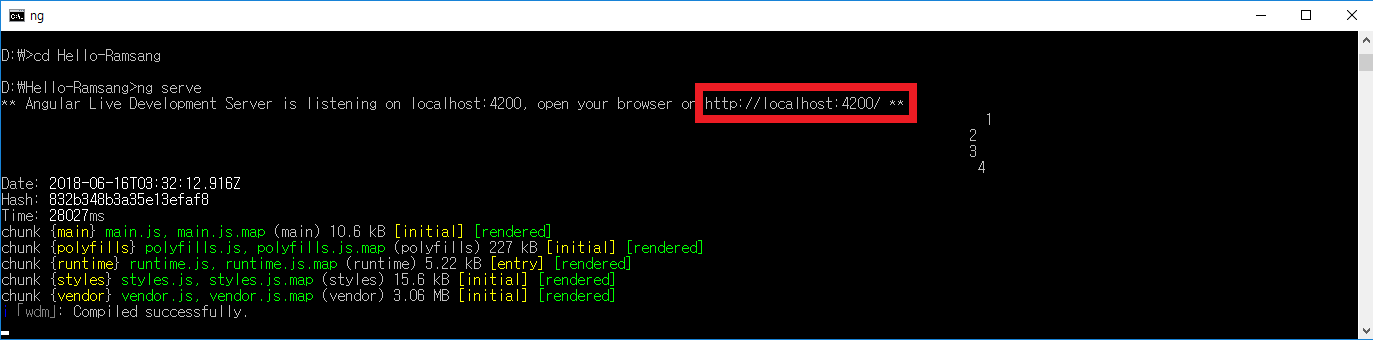 ng
D:\>cd Hello-Ramsang
D:\Hello-Ramsang>ng serve
** Angular Live Development Server is listening on localhost:4200, open your browser on http://localhost:4200/ **
1
2
3
4
Date: 2018-06-16T03:32:12.916Z
Hash: 832b348b3a35e13efaf8
Time: 28027ms
chunk {main} main.js, main.js.map (main) 10.6 kB [initial] [rendered]
chunk {polyfills} polyfills.js, polyfills.js.map (polyfills) 227 kB [initial] [rendered]
chunk {runtime} runtime.js, runtime.js.map (runtime) 5.22 kB [entry] [rendered]
chunk {styles} styles.js, styles.js.map (styles) 15.6 kB [initial] [rendered]
chunk {vendor} vendor.js, vendor.js.map (vendor) 3.06 MB [initial] [rendered]
i ｢wdm｣: Compiled successfully.